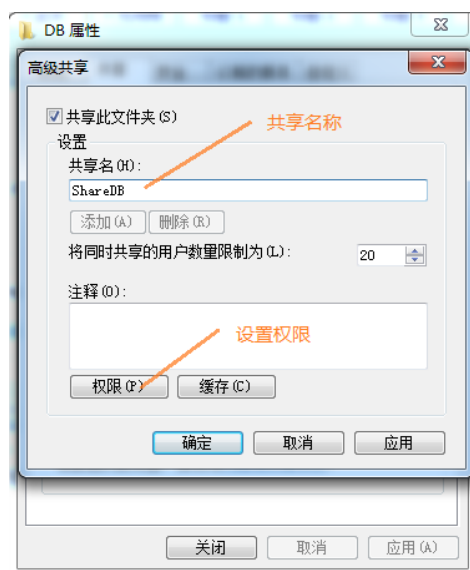 DB 属性
高级共享
共享此文件夹(S)
共享名称
设置
共享名(H):
ShareDB
添加(A) 删除(R)
将同时共享的用户数量限制为(L): 20
注释(O):
设置权限
权限(P) 缓存(C)
确定 取消 应用
关闭 取消 应用(A)